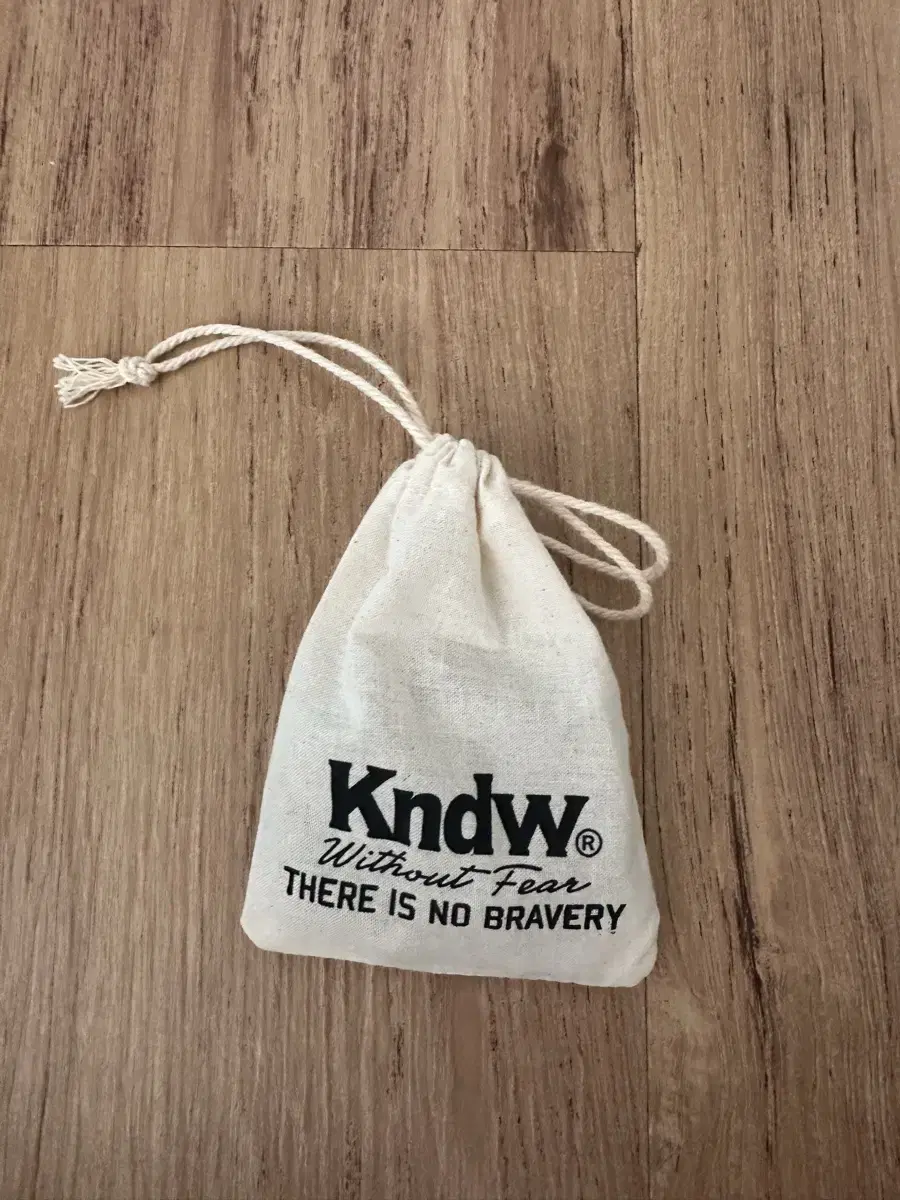 Kndw®
Without Fear
THERE IS NO BRAVERY